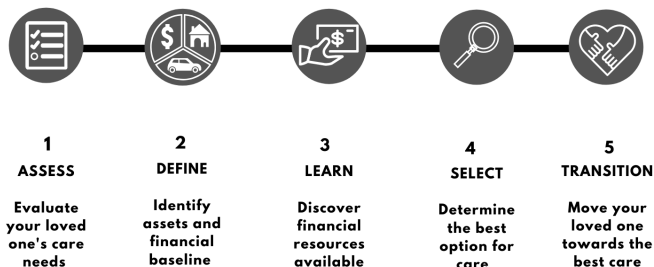 $
$
1
ASSESS
Evaluate
your loved
one's care
needs
2
DEFINE
Identify
assets and
financial
baseline
3
LEARN
Discover
financial
resources
available
4
SELECT
Determine
the best
option for
care
5
TRANSITION
Move your
loved one
towards the
best care